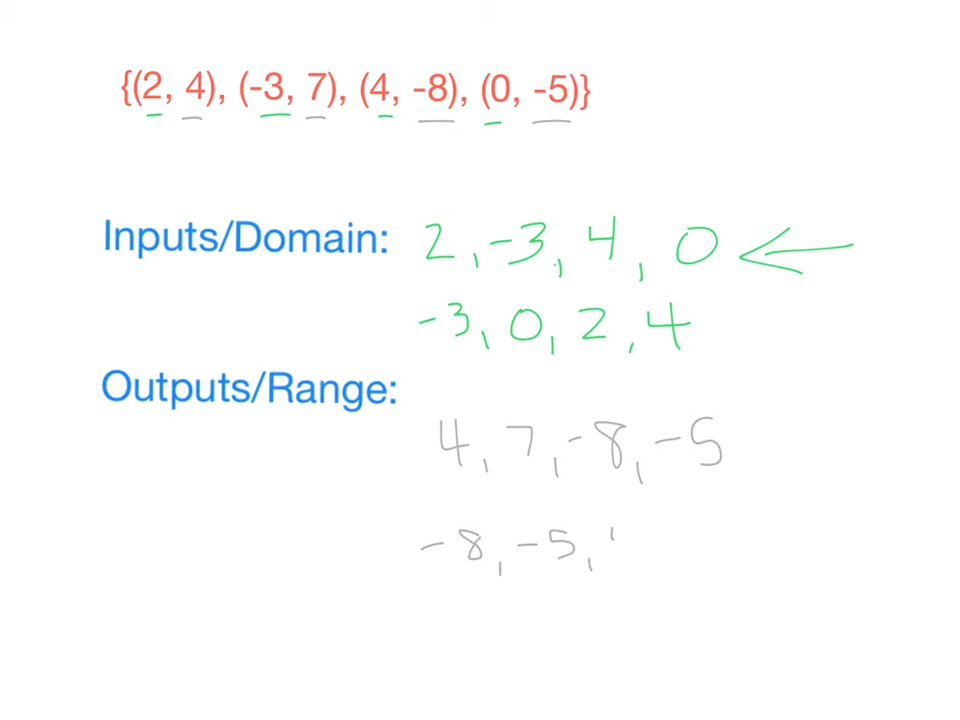 {(2, 4), (-3, 7), (4, -8), (0, -5)}
Inputs/Domain: 2, -3, 4, 0
-3, 0, 2, 4
Outputs/Range:
4, 7, -8, -5
-8, -5,